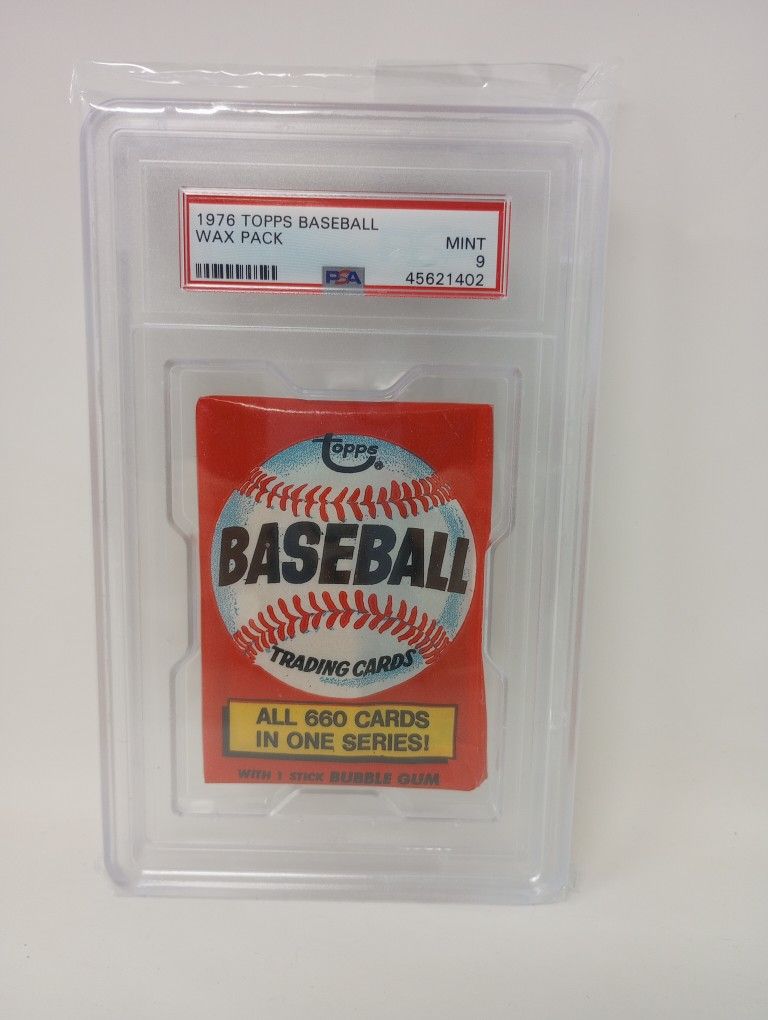 1976 TOPPS BASEBALL
WAX PACK
MINT
9
PSA
45621402
topps®
BASEBALL
TRADING CARDS
ALL 660 CARDS
IN ONE SERIES!
WITH 1 STICK BUBBLE GUM